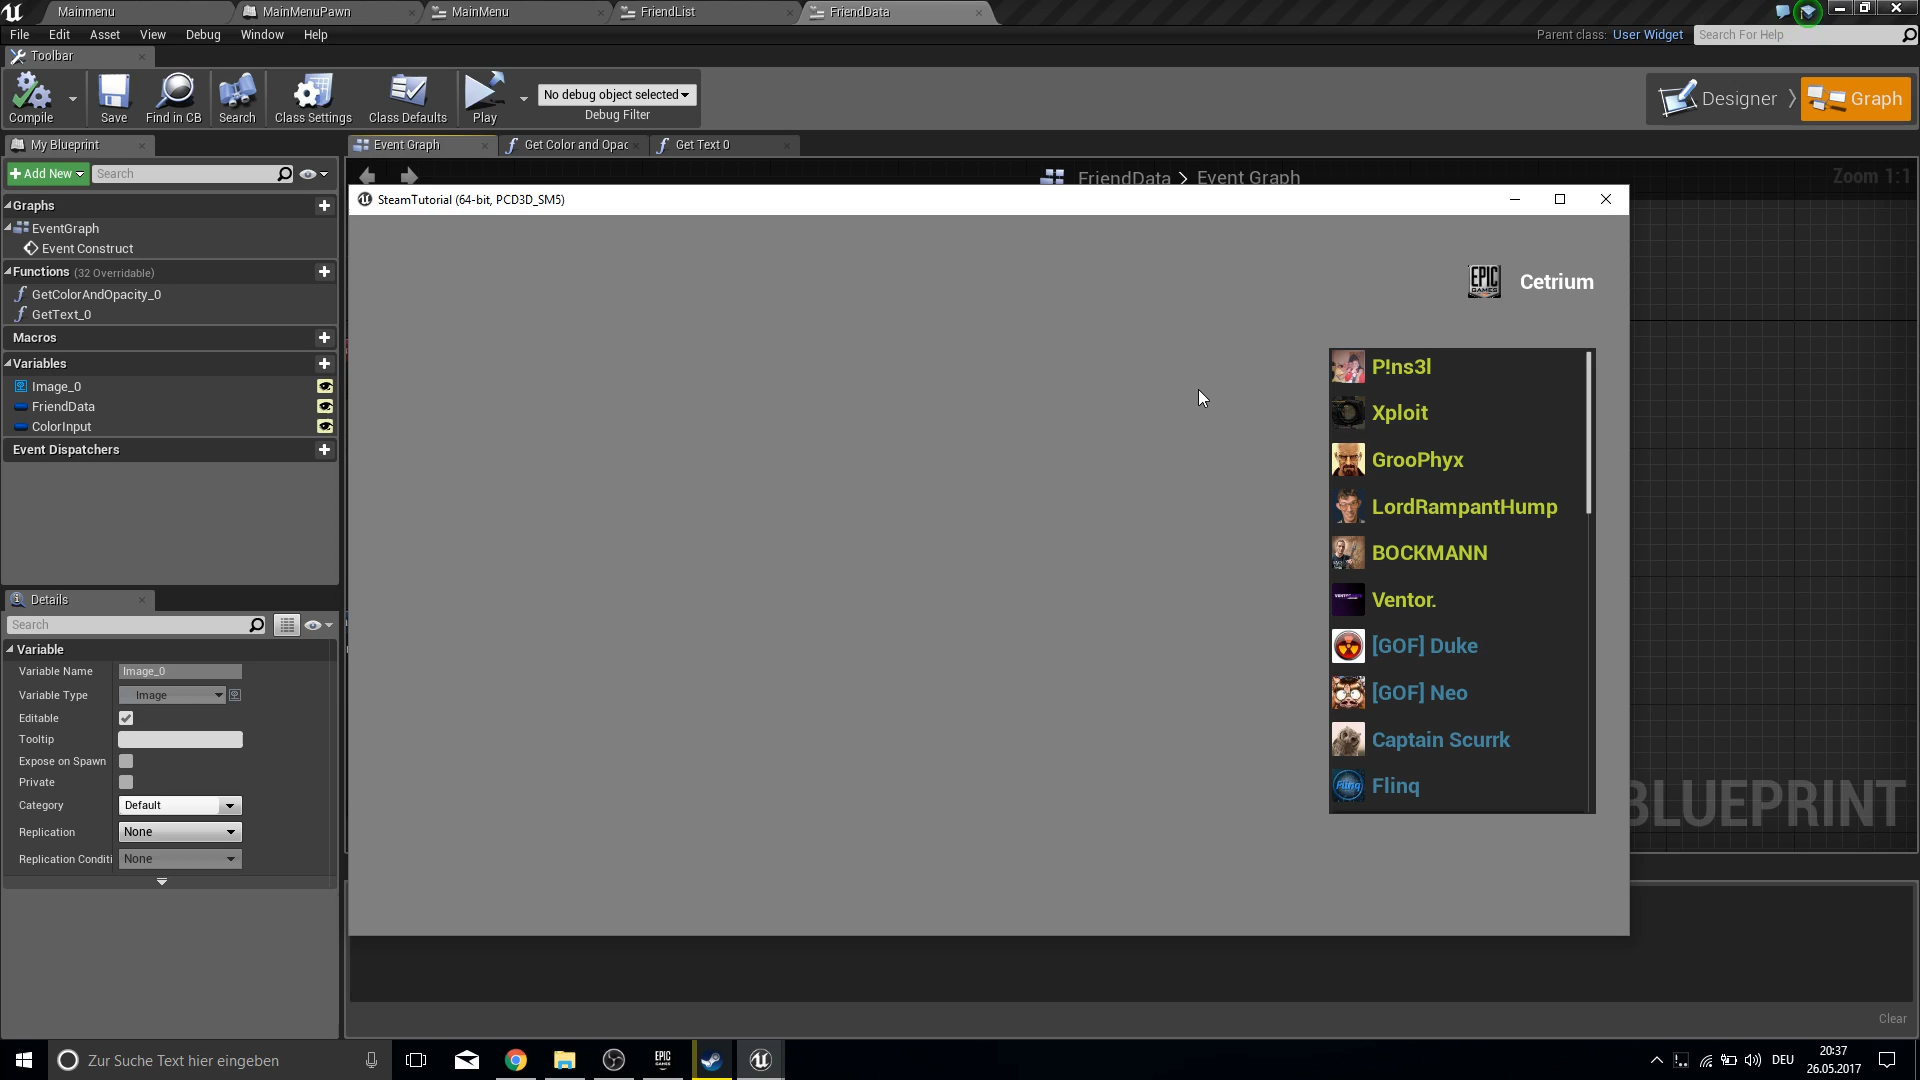 Mainmenu
MainMenuPawn
MainMenu
FriendList
FriendData
File
Edit
Asset
View
Debug
Window
Help
Parent class: User Widget
Search For Help
Toolbar
Compile
Save
Find in CB
Search
Class Settings
Class Defaults
Play
No debug object selected
Debug Filter
Designer
Graph
My Blueprint
Event Graph
Get Color and Opac
Get Text 0
Add New
Search
FriendData > Event Graph
Zoom 1:1
Graphs
EventGraph
Event Construct
Functions (32 Overridable)
GetColorAndOpacity_0
GetText_0
Macros
Variables
Image_0
FriendData
ColorInput
Event Dispatchers
SteamTutorial (64-bit, PCD3D_SM5)
EPIC GAMES
Cetrium
P!ns3l
Xploit
GrooPhyx
LordRampantHump
BOCKMANN
Ventor.
[GOF] Duke
[GOF] Neo
Captain Scurrk
Flinq
Flinq
BLUEPRINT
Details
Search
Variable
Variable Name
Image_0
Variable Type
Image
Editable
Tooltip
Expose on Spawn
Private
Category
Default
Replication
None
Replication Conditi
None
Clear
Zur Suche Text hier eingeben
EPIC GAMES
DEU
20:37
26.05.2017